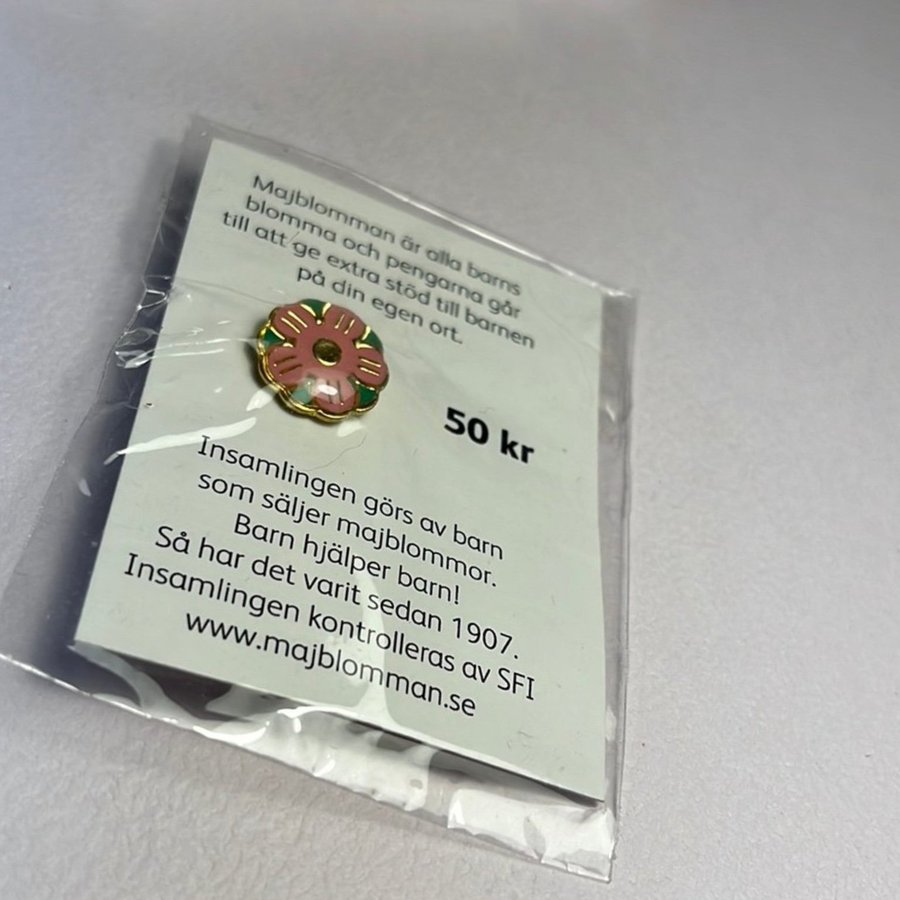 Majblomman är alla barns
blomma och pengarna går
till att ge extra stöd till barnen
på din egen ort.
50 kr
Insamlingen görs av barn
som säljer majblommor.
Barn hjälper barn!
Så har det varit sedan 1907.
Insamlingen kontrolleras av SFI
www.majblomman.se